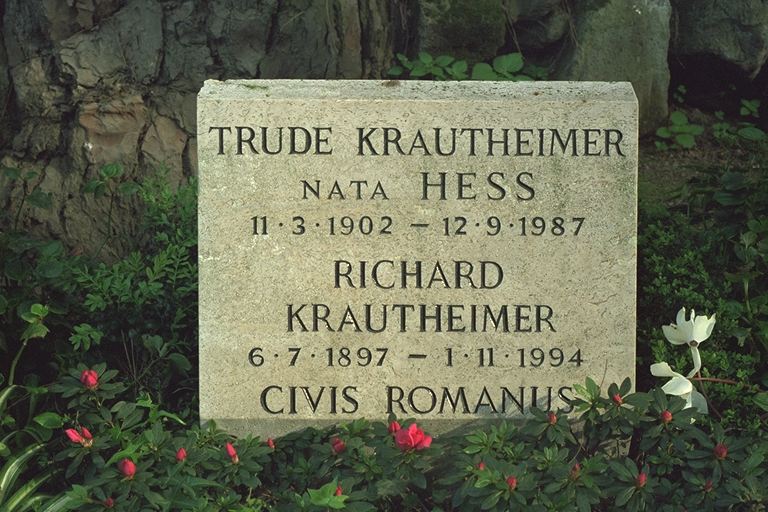 TRUDE KRAUTHEIMER
NATA HESS
11·3·1902 – 12·9·1987
RICHARD
KRAUTHEIMER
6·7·1897 – 1·11·1994
CIVIS ROMANUS